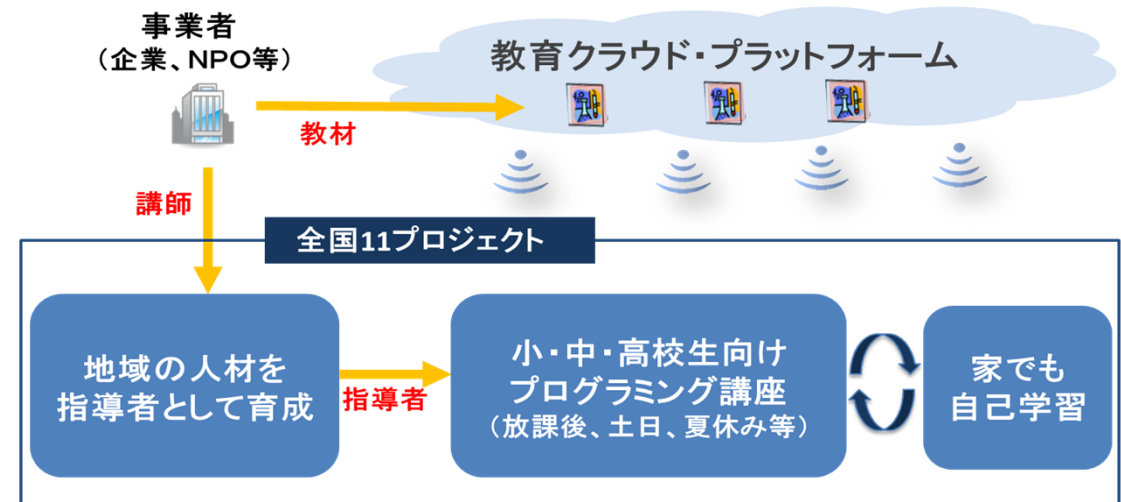 事業者
（企業、NPO等）
教育クラウド・プラットフォーム
教材
講師
全国11プロジェクト
地域の人材を
指導者として育成
指導者
小・中・高校生向け
プログラミング講座
（放課後、土日、夏休み等）
家でも
自己学習